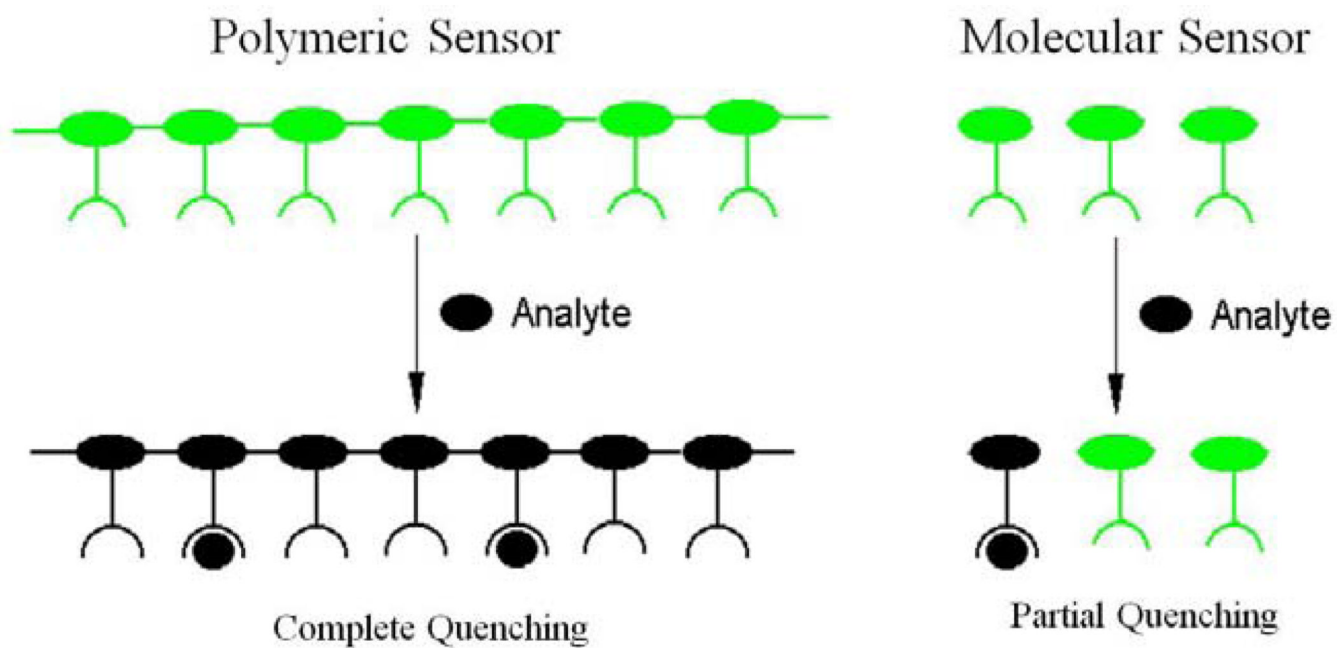 Polymeric Sensor
Molecular Sensor
Analyte
Analyte
Complete Quenching
Partial Quenching